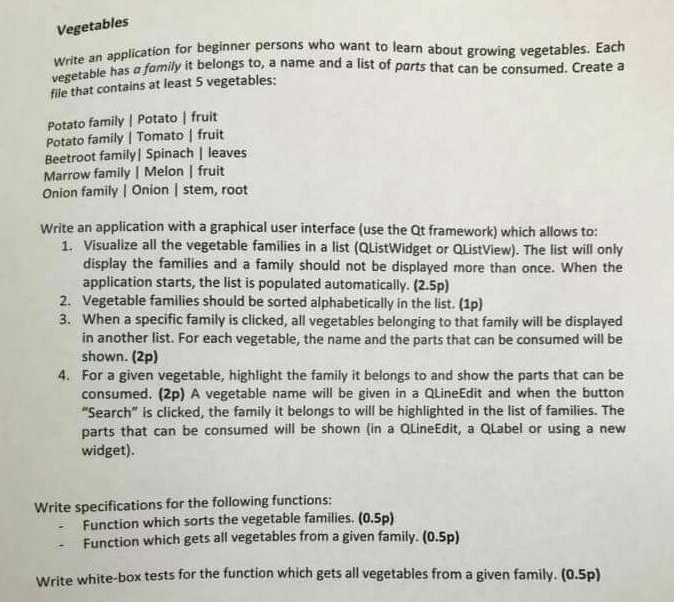 Vegetables
Write an application for beginner persons who want to learn about growing vegetables. Each
vegetable has a family it belongs to, a name and a list of parts that can be consumed. Create a
file that contains at least 5 vegetables:
Potato family | Potato | fruit
Potato family | Tomato | fruit
Beetroot family| Spinach | leaves
Marrow family | Melon | fruit
Onion family | Onion | stem, root
Write an application with a graphical user interface (use the Qt framework) which allows to:
1. Visualize all the vegetable families in a list (QListWidget or QListView). The list will only
display the families and a family should not be displayed more than once. When the
application starts, the list is populated automatically. (2.5p)
2. Vegetable families should be sorted alphabetically in the list. (1p)
3. When a specific family is clicked, all vegetables belonging to that family will be displayed
in another list. For each vegetable, the name and the parts that can be consumed will be
shown. (2p)
4. For a given vegetable, highlight the family it belongs to and show the parts that can be
consumed. (2p) A vegetable name will be given in a QLineEdit and when the button
"Search" is clicked, the family it belongs to will be highlighted in the list of families. The
parts that can be consumed will be shown (in a QLineEdit, a QLabel or using a new
widget).
Write specifications for the following functions:
- Function which sorts the vegetable families. (0.5p)
- Function which gets all vegetables from a given family. (0.5p)
Write white-box tests for the function which gets all vegetables from a given family. (0.5p)